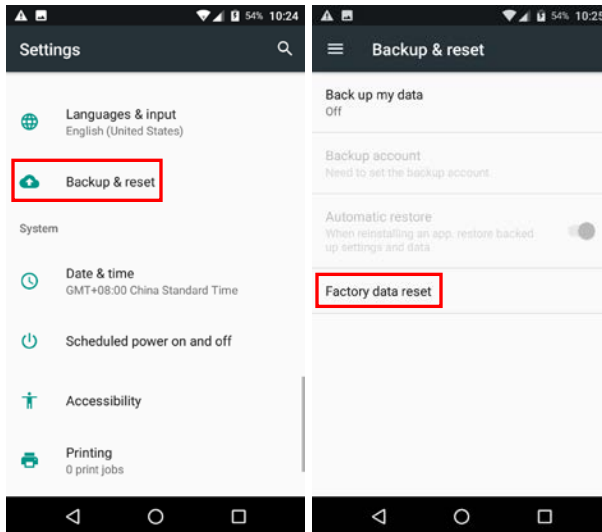 54% 10:24
Settings
Languages & input
English (United States)
Backup & reset
System
Date & time
GMT+08:00 China Standard Time
Scheduled power on and off
Accessibility
Printing
0 print jobs
54% 10:25
Backup & reset
Back up my data
Off
Backup account
Need to set the backup account
Automatic restore
When reinstalling an app, restore backed
up settings and data
Factory data reset